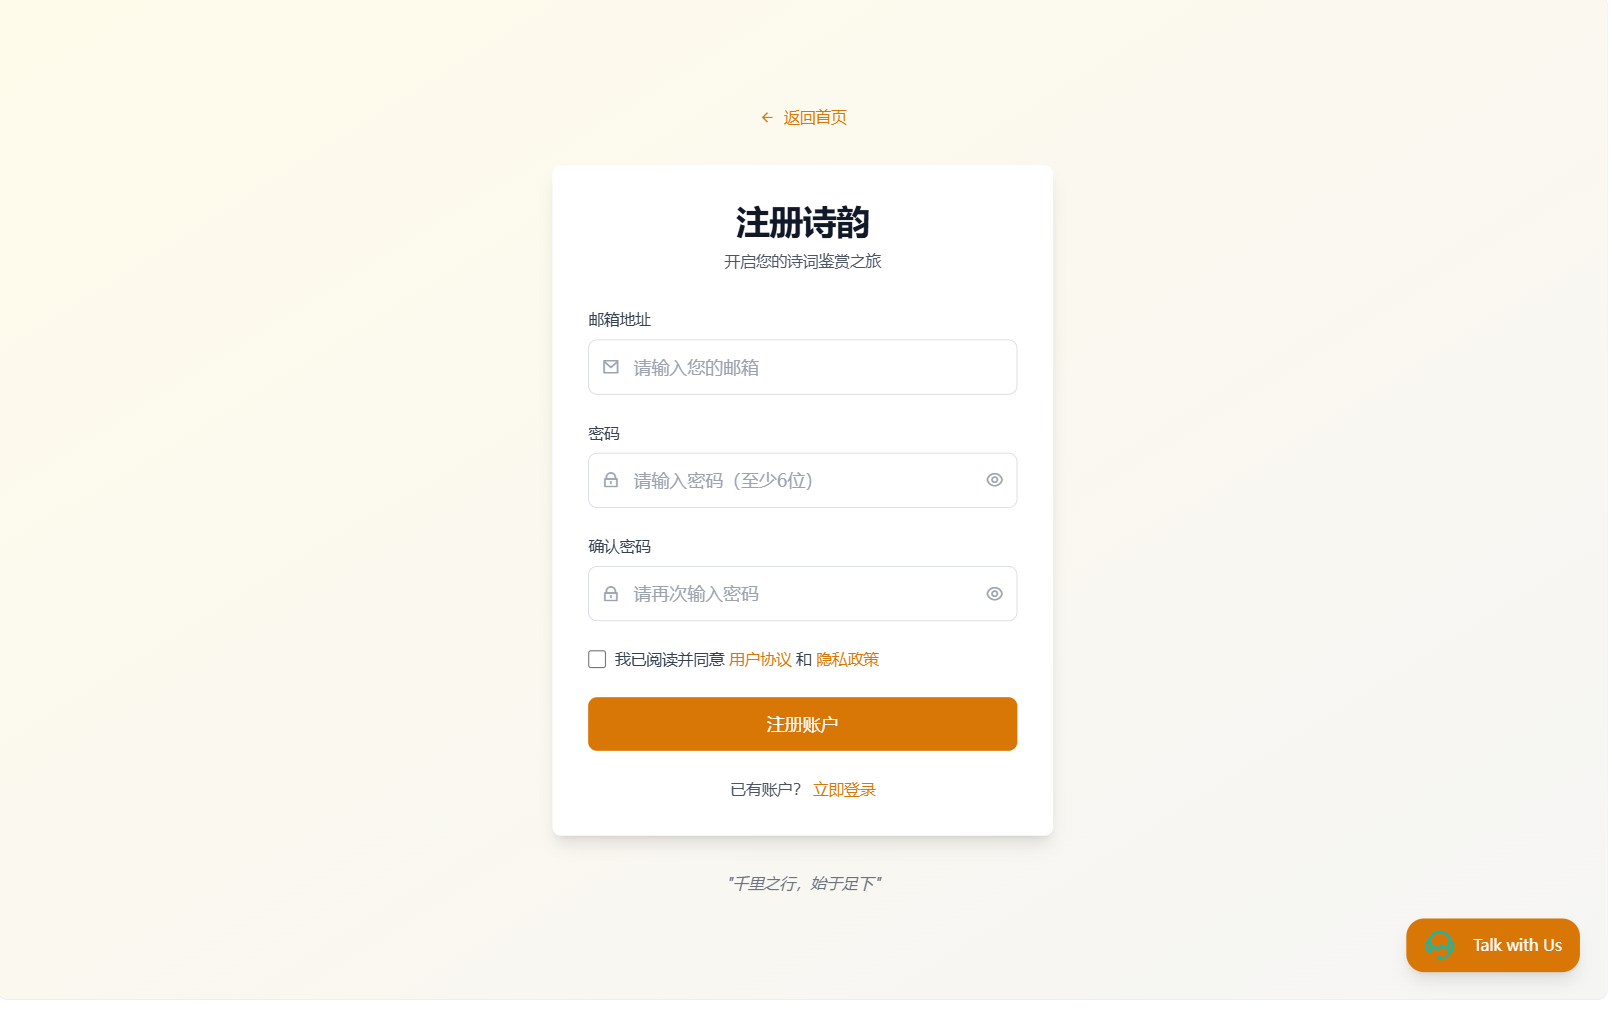 ← 返回首页
注册诗韵
开启您的诗词鉴赏之旅
邮箱地址
请输入您的邮箱
密码
请输入密码（至少6位）
确认密码
请再次输入密码
我已阅读并同意 用户协议 和 隐私政策
注册账户
已有账户？ 立即登录
"千里之行，始于足下"
Talk with Us